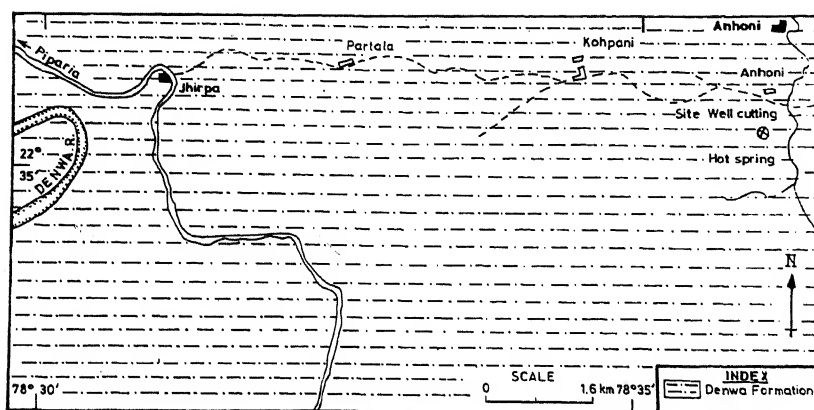 Anhoni
Piparia
Partala
Kohpani
Jhirpa
Anhoni
Site Well cutting
Hot spring
22°
35'
DENWA R.
N
78° 30'
SCALE
0 1.6 km
78° 35'
INDEX
Denwa Formation